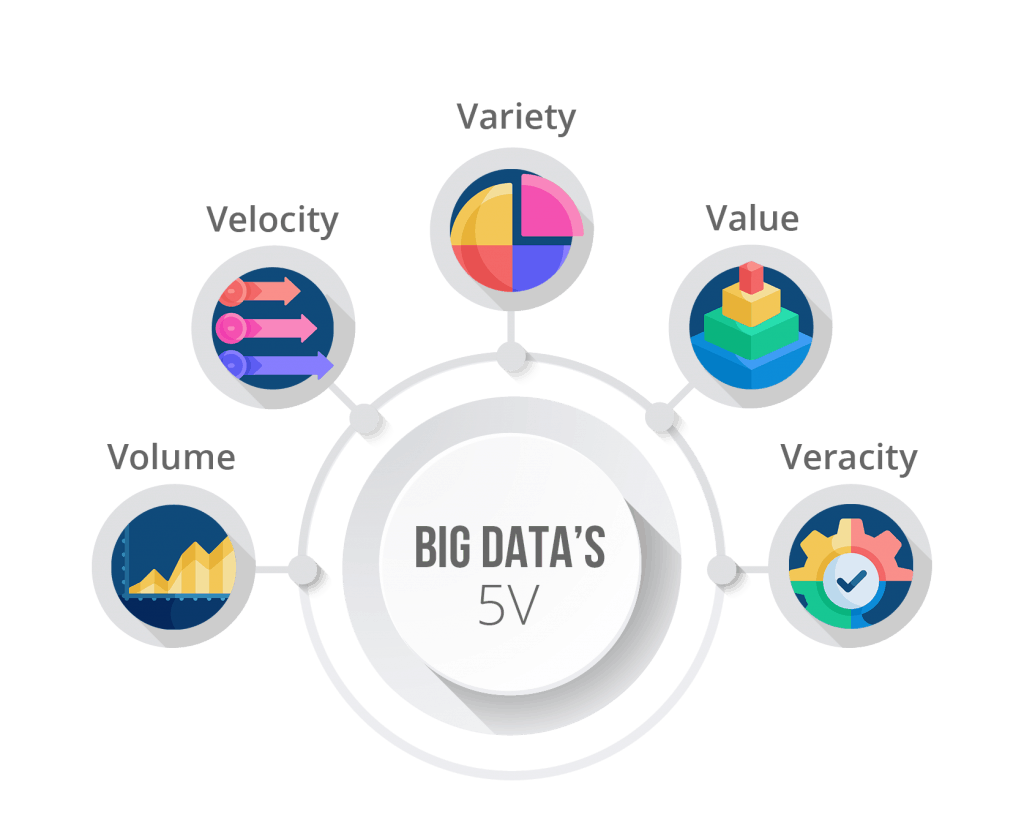 Variety
Velocity
Value
Volume
Veracity
BIG DATA'S
5V